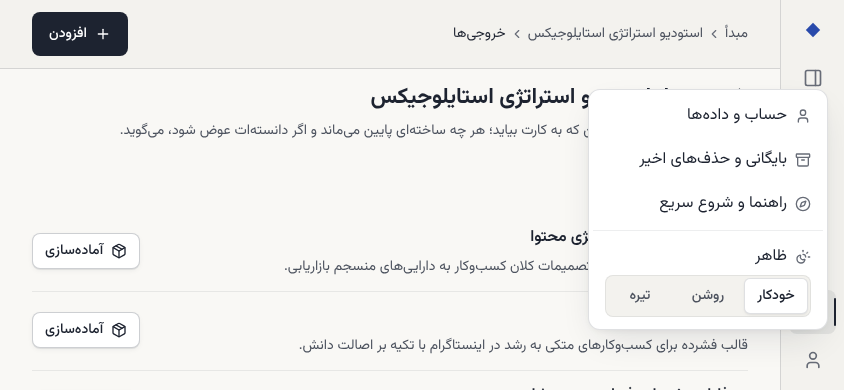 مبدأ › استودیو استراتژی استایلوجیکس › خروجی‌ها
افزودن
و استراتژی استایلوجیکس
که به کارت بیاید؛ هر چه ساخته‌ای پایین می‌ماند و اگر دانسته‌ات عوض شود، می‌گوید.
حساب و داده‌ها
بایگانی و حذف‌های اخیر
راهنما و شروع سریع
ظاهر
خودکار
روشن
تیره
محتوا
تصمیمات کلان کسب‌وکار به دارایی‌های منسجم بازاریابی.
آماده‌سازی
قالب فشرده برای کسب‌وکارهای متکی به رشد در اینستاگرام با تکیه بر اصالت دانش.
آماده‌سازی